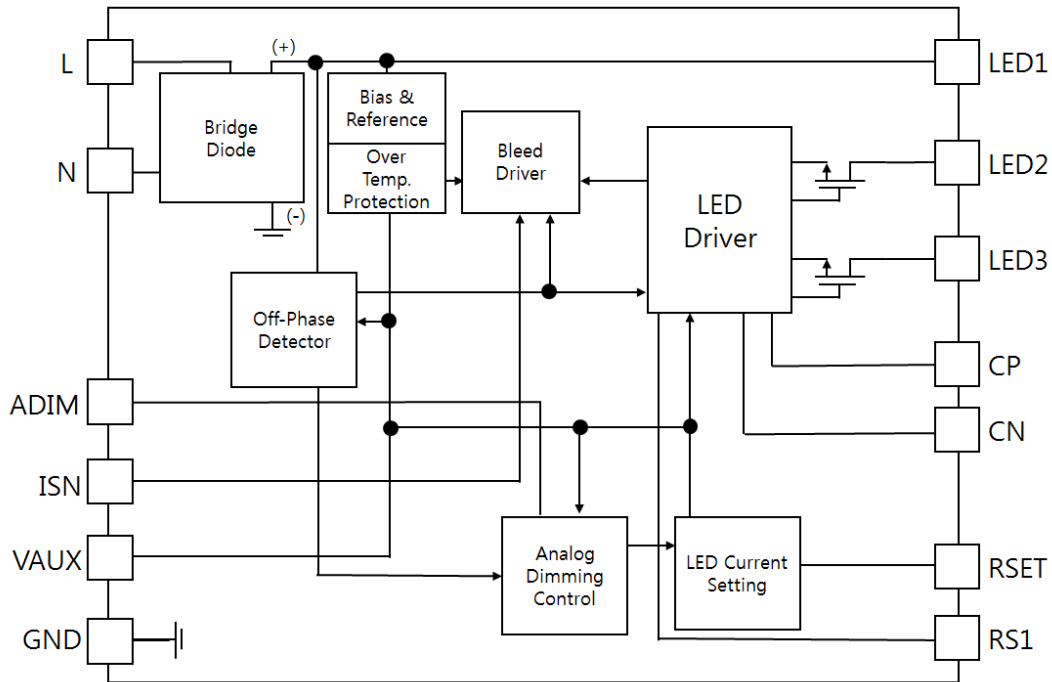 L
(+)
LED1
Bridge
Diode
Bias &
Reference
Over
Temp.
Protection
Bleed
Driver
LED
Driver
N
(-)
LED2
LED3
Off-Phase
Detector
CP
ADIM
CN
ISN
VAUX
Analog
Dimming
Control
LED Current
Setting
RSET
GND
RS1